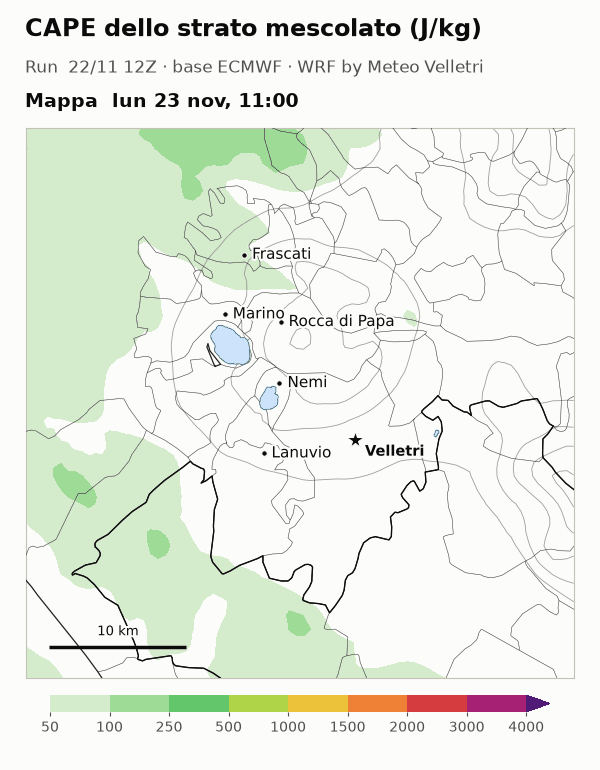 CAPE dello strato mescolato (J/kg)
Run  22/11 12Z · base ECMWF · WRF by Meteo Velletri
Mappa  lun 23 nov, 11:00
Frascati
Marino
Rocca di Papa
Nemi
Velletri
Lanuvio
10 km
50 100 250 500 1000 1500 2000 3000 4000